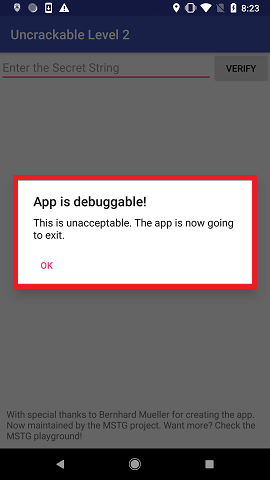 8:23
Uncrackable Level 2
Enter the Secret String
VERIFY
App is debuggable!
This is unacceptable. The app is now going
to exit.
OK
With special thanks to Bernhard Mueller for creating the app.
Now maintained by the MSTG project. Want more? Check the
MSTG playground!